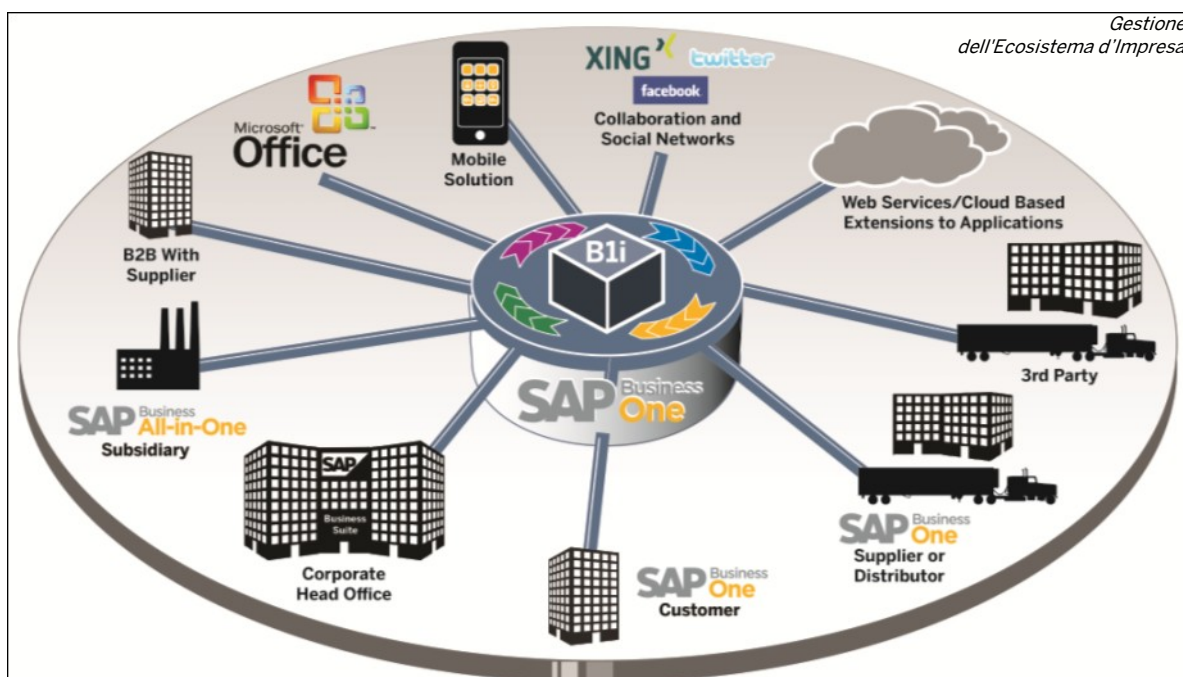 Gestione
dell'Ecosistema d'Impresa
XING twitter
facebook
Collaboration and
Social Networks
Microsoft
Office
Mobile
Solution
Web Services/Cloud Based
Extensions to Applications
B2B With
Supplier
B1i
3rd Party
SAP Business One
SAP Business All-in-One
Subsidiary
SAP
Business
Suite
Corporate
Head Office
SAP Business One
Customer
SAP Business One
Supplier or
Distributor